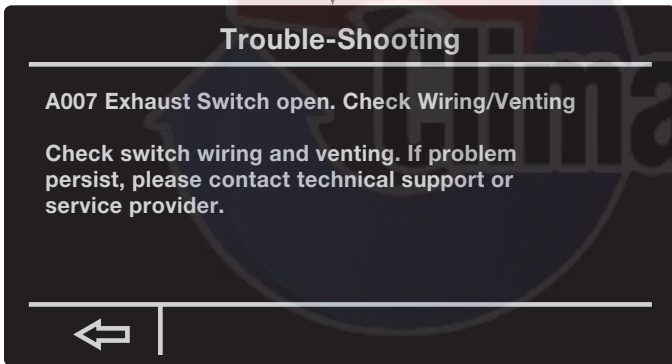 Trouble-Shooting
A007 Exhaust Switch open. Check Wiring/Venting
Check switch wiring and venting. If problem
persist, please contact technical support or
service provider.